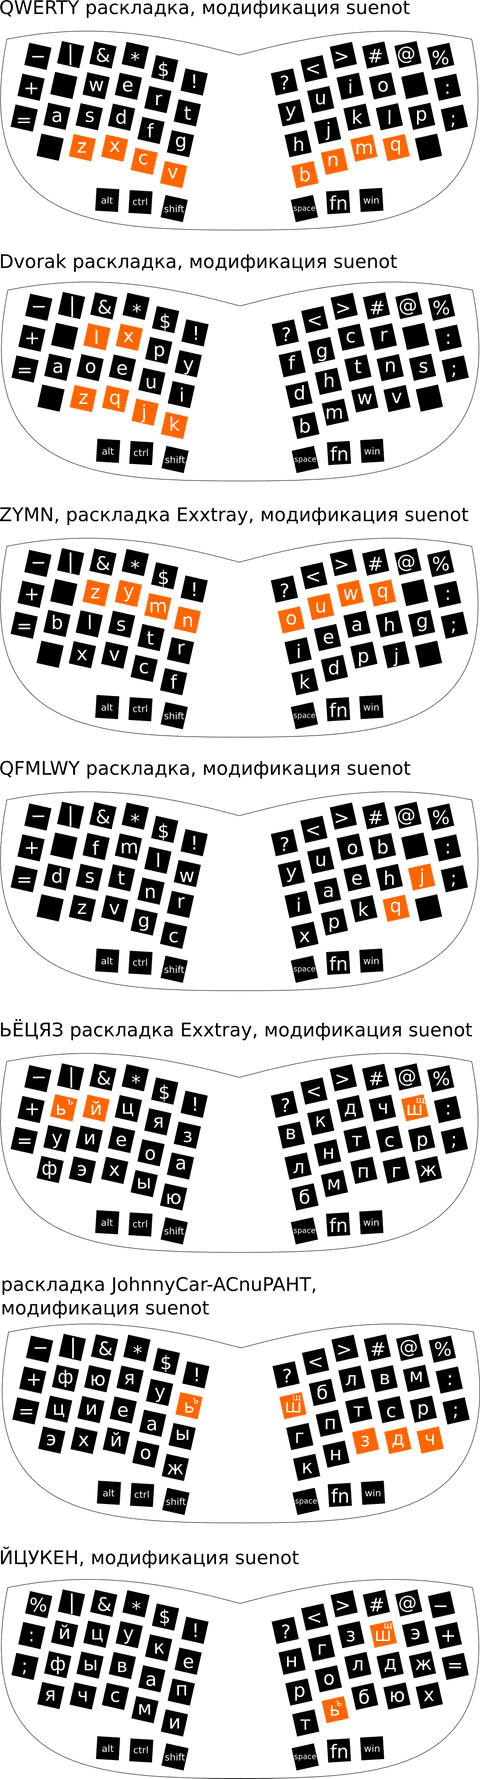 QWERTY раскладка, модификация suenot
− \ & * $ ! ? < > # @ %
+ w e r t y u i o :
= a s d f g h j k l p ;
z x c v b n m q
alt ctrl shift space fn win
Dvorak раскладка, модификация suenot
− \ & * $ ! ? < > # @ %
+ l x p y f g c r :
= a o e u i d h t n s ;
z q j k b m w v
alt ctrl shift space fn win
ZYMN, раскладка Exxtray, модификация suenot
− \ & * $ ! ? < > # @ %
+ z y m n o u w q :
= b l s t r i e a h g ;
x v c f k d p j
alt ctrl shift space fn win
QFMLWY раскладка, модификация suenot
− \ & * $ ! ? < > # @ %
+ f m l w y u o b :
= d s t n r i a e h j ;
z v g c x p k q
alt ctrl shift space fn win
ЬЁЦЯЗ раскладка Exxtray, модификация suenot
− \ & * $ ! ? < > # @ %
+ ь ъ й ц я з в к д ч ш щ :
= у и е о а л н т с р ;
ф э х ы ю б м п г ж
alt ctrl shift space fn win
раскладка JohnnyCar-ACnuPAHT,
модификация suenot
− \ & * $ ! ? < > # @ %
+ ф ю я у ь ъ ш щ б л в м :
= ц и е а ы г п т с р ;
э х й о ж к н з д ч
alt ctrl shift space fn win
ЙЦУКЕН, модификация suenot
% \ & * $ ! ? < > # @ −
: й ц у к е н г з ш щ э +
; ф ы в а п р о л д ж =
я ч с м и т ь ъ б ю х
alt ctrl shift space fn win